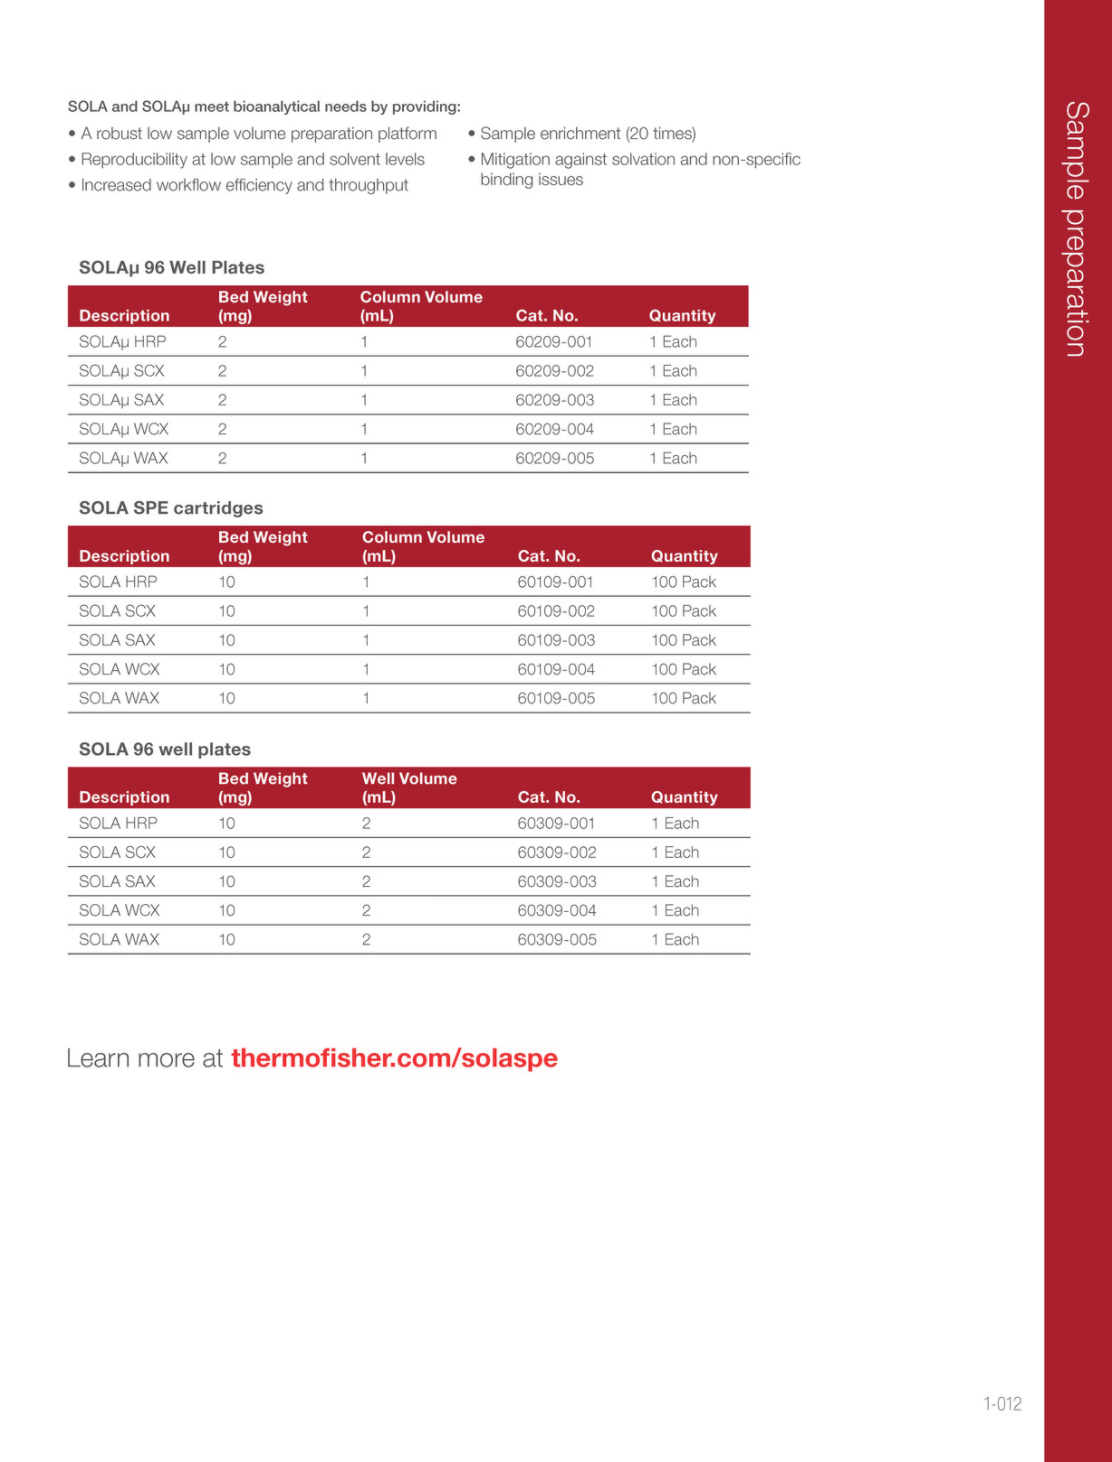 SOLA and SOLAµ meet bioanalytical needs by providing:
• A robust low sample volume preparation platform
• Reproducibility at low sample and solvent levels
• Increased workflow efficiency and throughput
• Sample enrichment (20 times)
• Mitigation against solvation and non-specific
binding issues
Sample preparation
SOLAµ 96 Well Plates
Description Bed Weight (mg) Column Volume (mL) Cat. No. Quantity
SOLAµ HRP 2 1 60209-001 1 Each
SOLAµ SCX 2 1 60209-002 1 Each
SOLAµ SAX 2 1 60209-003 1 Each
SOLAµ WCX 2 1 60209-004 1 Each
SOLAµ WAX 2 1 60209-005 1 Each
SOLA SPE cartridges
Description Bed Weight (mg) Column Volume (mL) Cat. No. Quantity
SOLA HRP 10 1 60109-001 100 Pack
SOLA SCX 10 1 60109-002 100 Pack
SOLA SAX 10 1 60109-003 100 Pack
SOLA WCX 10 1 60109-004 100 Pack
SOLA WAX 10 1 60109-005 100 Pack
SOLA 96 well plates
Description Bed Weight (mg) Well Volume (mL) Cat. No. Quantity
SOLA HRP 10 2 60309-001 1 Each
SOLA SCX 10 2 60309-002 1 Each
SOLA SAX 10 2 60309-003 1 Each
SOLA WCX 10 2 60309-004 1 Each
SOLA WAX 10 2 60309-005 1 Each
Learn more at thermofisher.com/solaspe
1-012